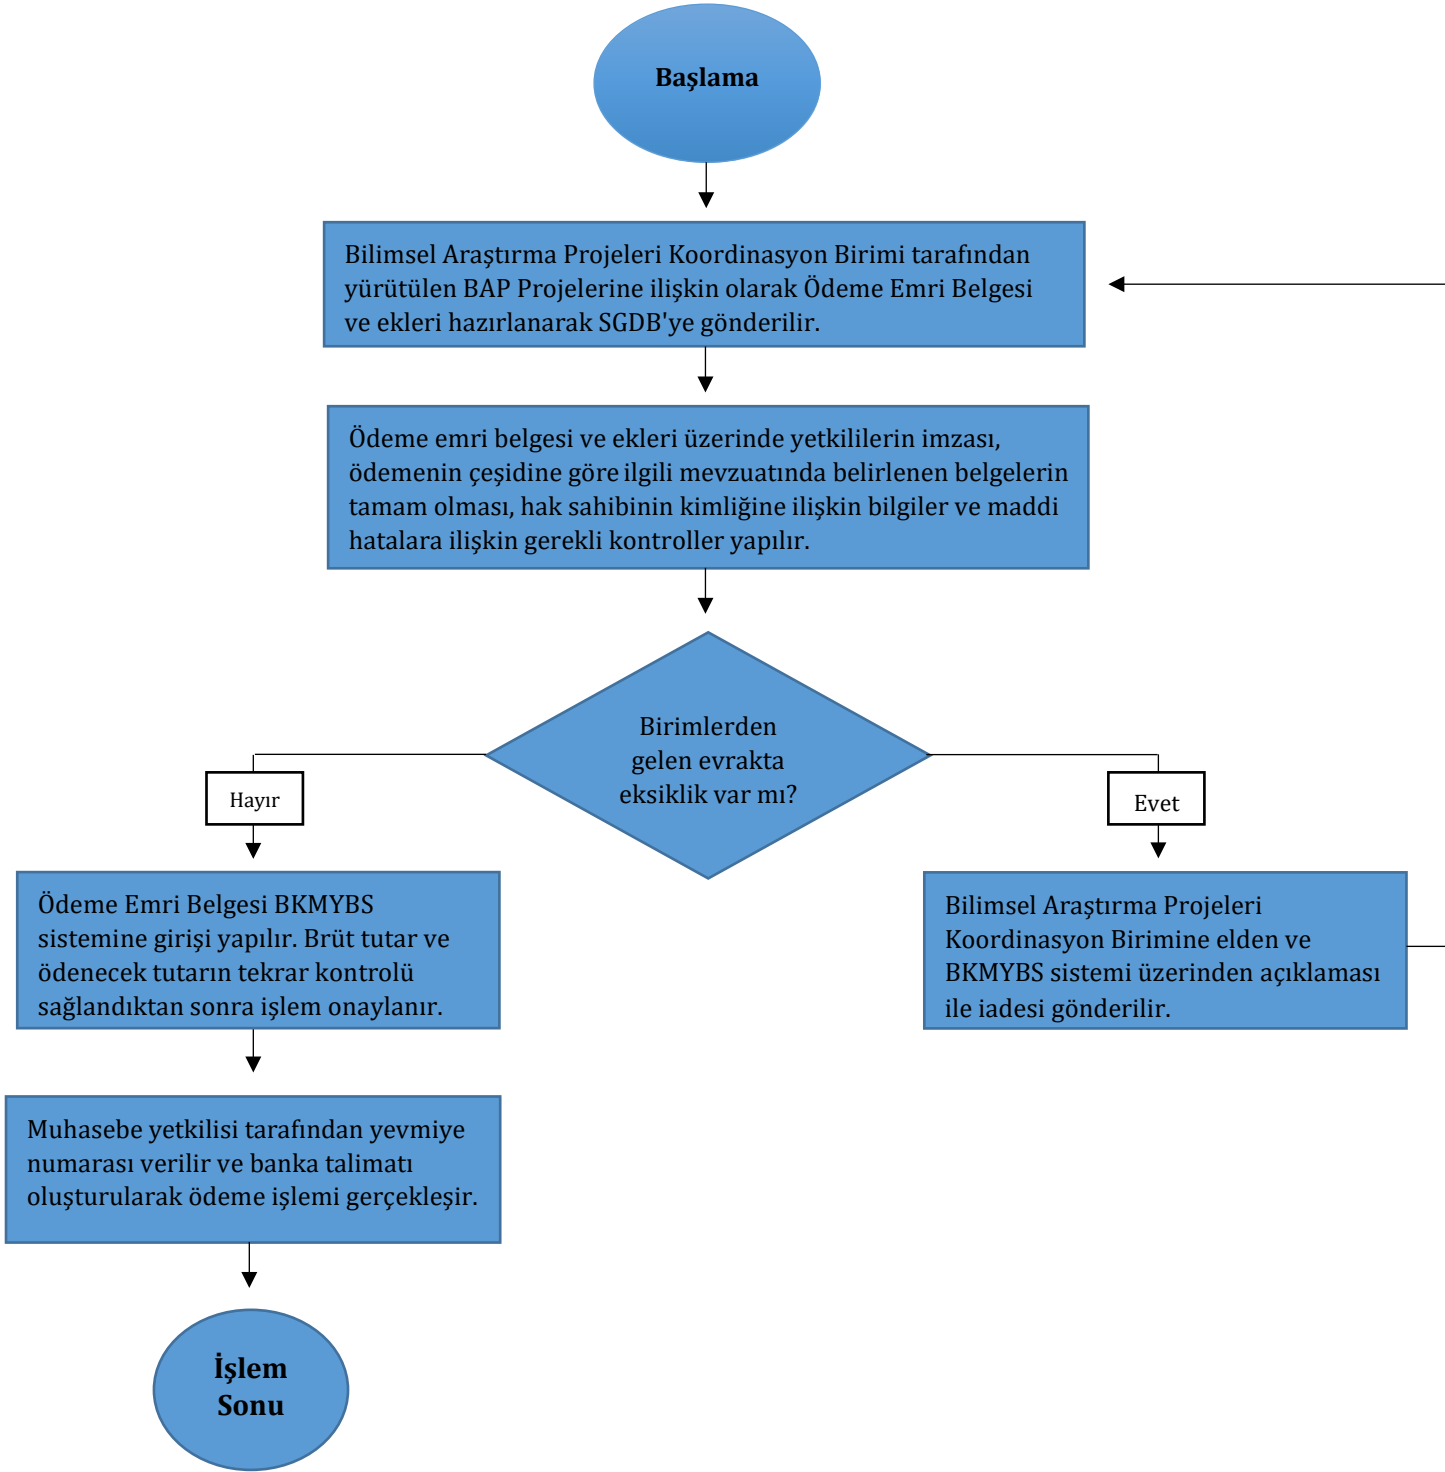 Başlama
Bilimsel Araştırma Projeleri Koordinasyon Birimi tarafından
yürütülen BAP Projelerine ilişkin olarak Ödeme Emri Belgesi
ve ekleri hazırlanarak SGDB'ye gönderilir.
Ödeme emri belgesi ve ekleri üzerinde yetkililerin imzası,
ödemenin çeşidine göre ilgili mevzuatında belirlenen belgelerin
tamam olması, hak sahibinin kimliğine ilişkin bilgiler ve maddi
hatalara ilişkin gerekli kontroller yapılır.
Birimlerden
gelen evrakta
eksiklik var mı?
Hayır
Evet
Ödeme Emri Belgesi BKMYBS
sistemine girişi yapılır. Brüt tutar ve
ödenecek tutarın tekrar kontrolü
sağlandıktan sonra işlem onaylanır.
Bilimsel Araştırma Projeleri
Koordinasyon Birimine elden ve
BKMYBS sistemi üzerinden açıklaması
ile iadesi gönderilir.
Muhasebe yetkilisi tarafından yevmiye
numarası verilir ve banka talimatı
oluşturularak ödeme işlemi gerçekleşir.
İşlem
Sonu